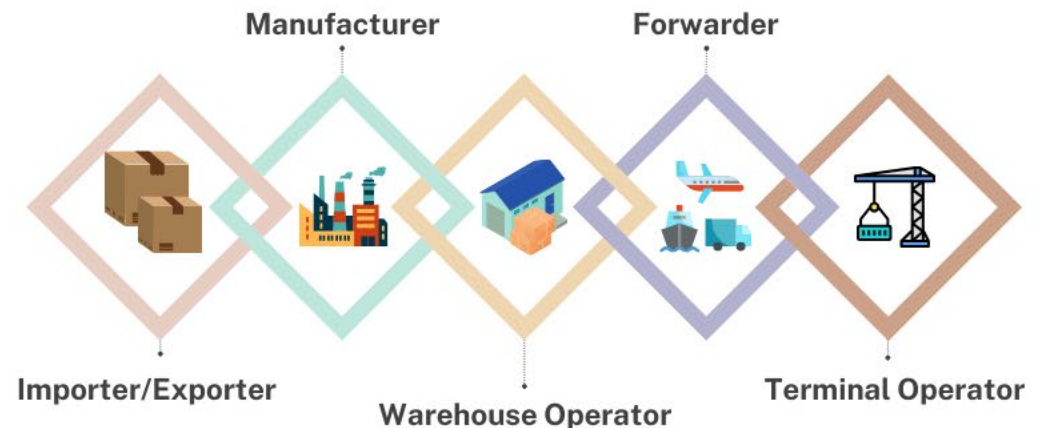 Manufacturer
Forwarder
Importer/Exporter
Warehouse Operator
Terminal Operator